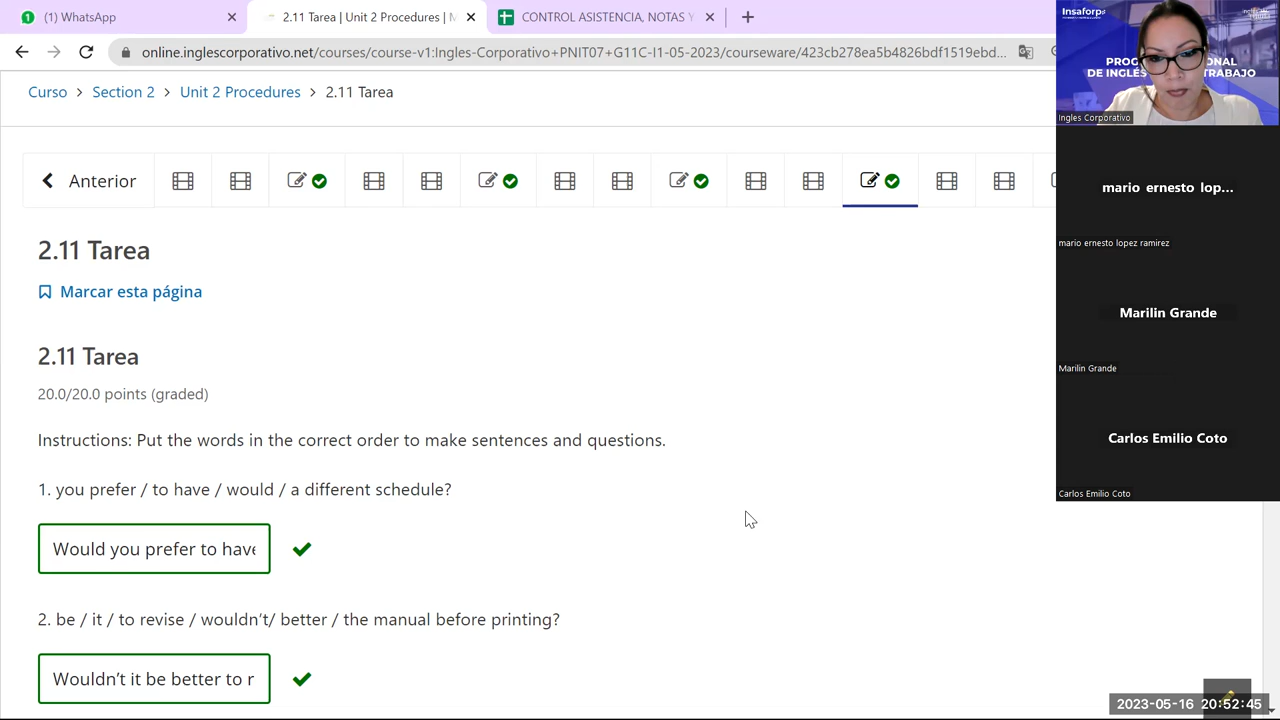 (1) WhatsApp
2.11 Tarea | Unit 2 Procedures | M
CONTROL ASISTENCIA NOTAS Y
online.inglescorporativo.net/courses/course-v1:Ingles-Corporativo+PNIT07+G11C-I1-05-2023/courseware/423cb278ea5b4826bdf1519ebd...
Curso > Section 2 > Unit 2 Procedures > 2.11 Tarea
Anterior
2.11 Tarea
Marcar esta página
2.11 Tarea
20.0/20.0 points (graded)
Instructions: Put the words in the correct order to make sentences and questions.
1. you prefer / to have / would / a different schedule?
Would you prefer to have
2. be / it / to revise / wouldn’t/ better / the manual before printing?
Wouldn’t it be better to r
Insaforp
PROG ONAL
DE INGLÉS TRABAJO
Ingles Corporativo
mario ernesto lop...
mario ernesto lopez ramirez
Marilin Grande
Marilin Grande
Carlos Emilio Coto
Carlos Emilio Coto
2023-05-16 20:52:45